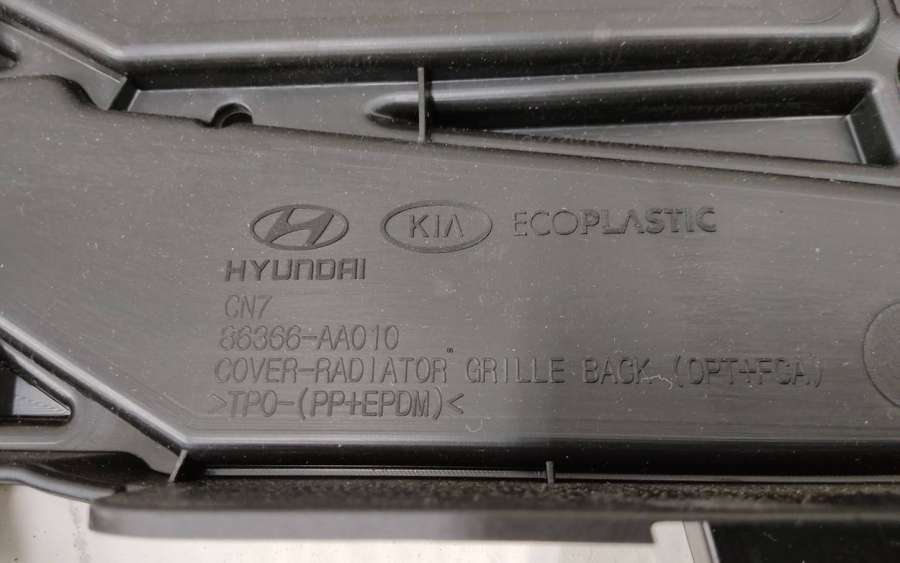 KIA ECOPLASTIC
HYUNDAI
CN7
86366-AA010
COVER-RADIATOR GRILLE BACK (OPT+FCA)
>TPO-(PP+EPDM)<